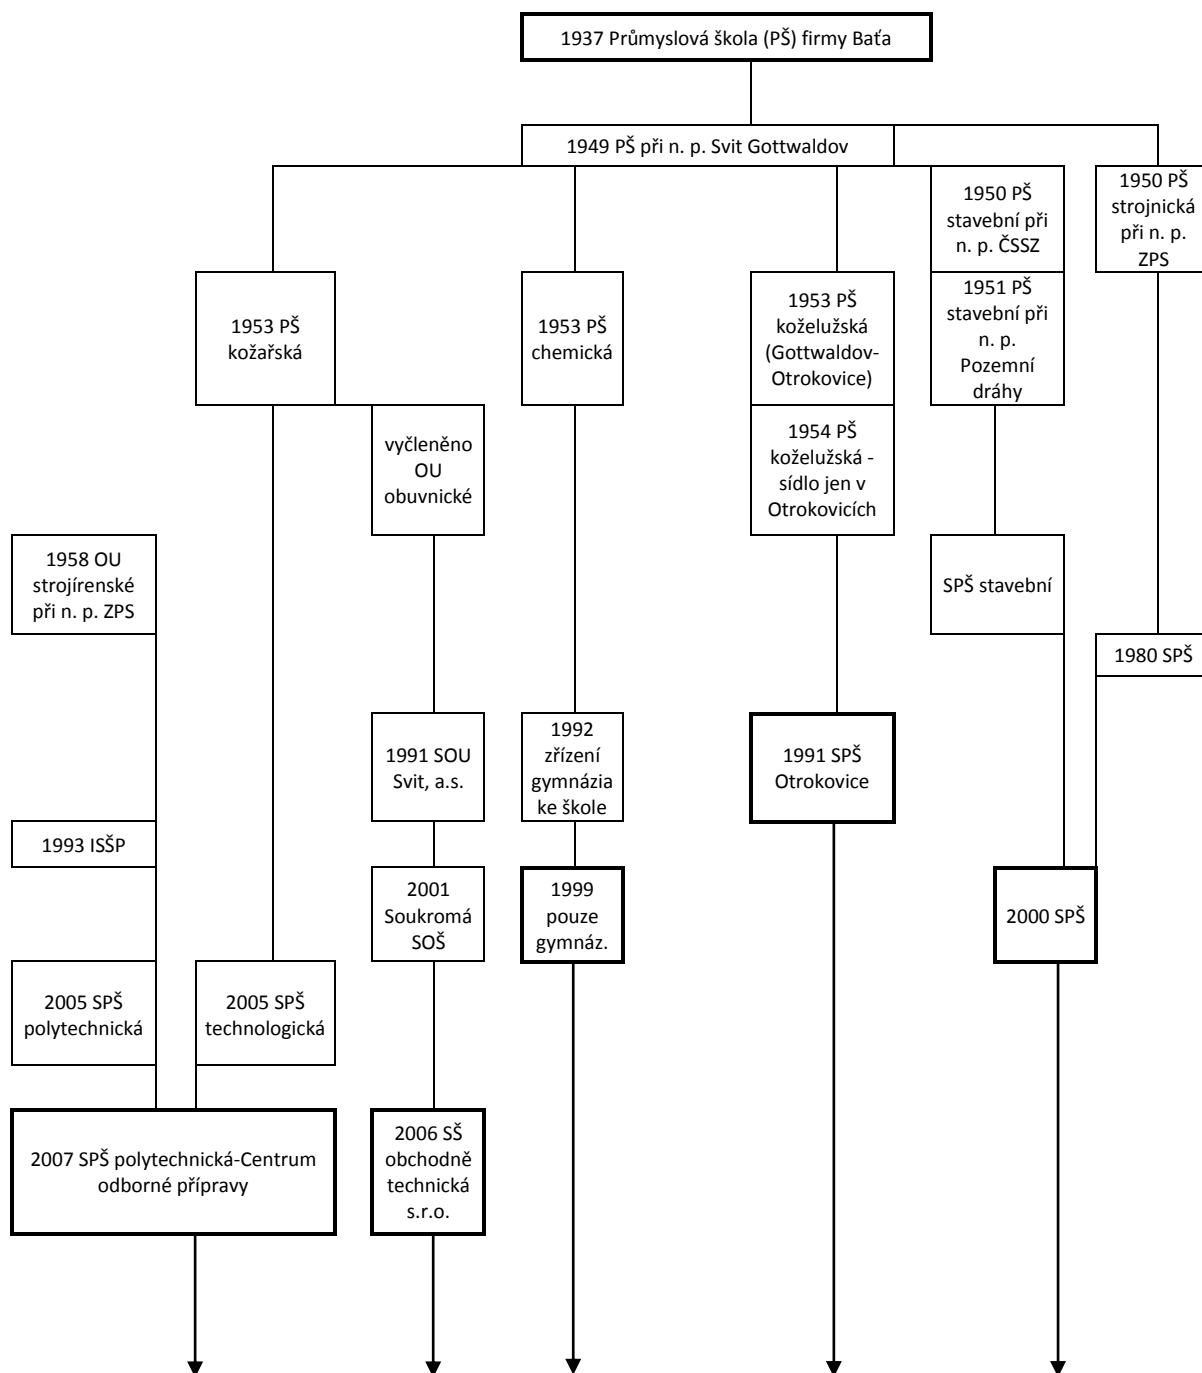 1937 Průmyslová škola (PŠ) firmy Baťa
1949 PŠ při n. p. Svit Gottwaldov
1950 PŠ
stavební při
n. p. ČSSZ
1950 PŠ
strojnická
při n. p.
ZPS
1953 PŠ
kožařská
1953 PŠ
chemická
1953 PŠ
koželužská
(Gottwaldov-
Otrokovice)
1951 PŠ
stavební při
n. p.
Pozemní
dráhy
vyčleněno
OU
obuvnické
1954 PŠ
koželužská -
sídlo jen v
Otrokovicích
1958 OU
strojírenské
při n. p. ZPS
SPŠ stavební
1980 SPŠ
1991 SOU
Svit, a.s.
1992
zřízení
gymnázia
ke škole
1991 SPŠ
Otrokovice
1993 ISŠP
2001
Soukromá
SOŠ
1999
pouze
gymnáz.
2000 SPŠ
2005 SPŠ
polytechnická
2005 SPŠ
technologická
2007 SPŠ polytechnická-Centrum
odborné přípravy
2006 SŠ
obchodně
technická
s.r.o.